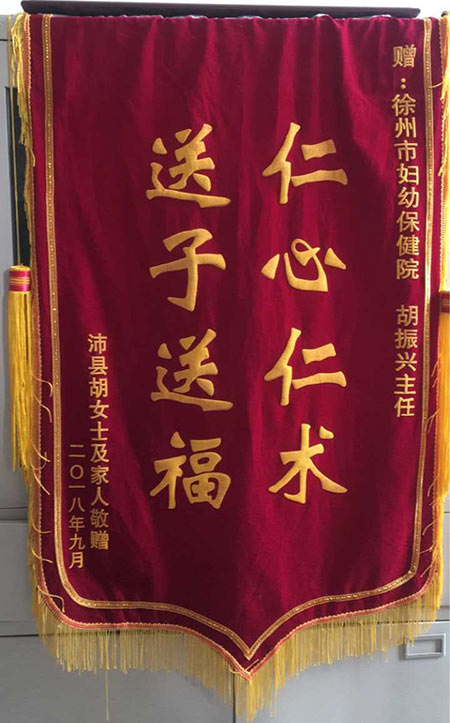 赠：徐州市妇幼保健院 胡振兴主任
仁心仁术
送子送福
沛县胡女士及家人敬赠
二〇一八年九月